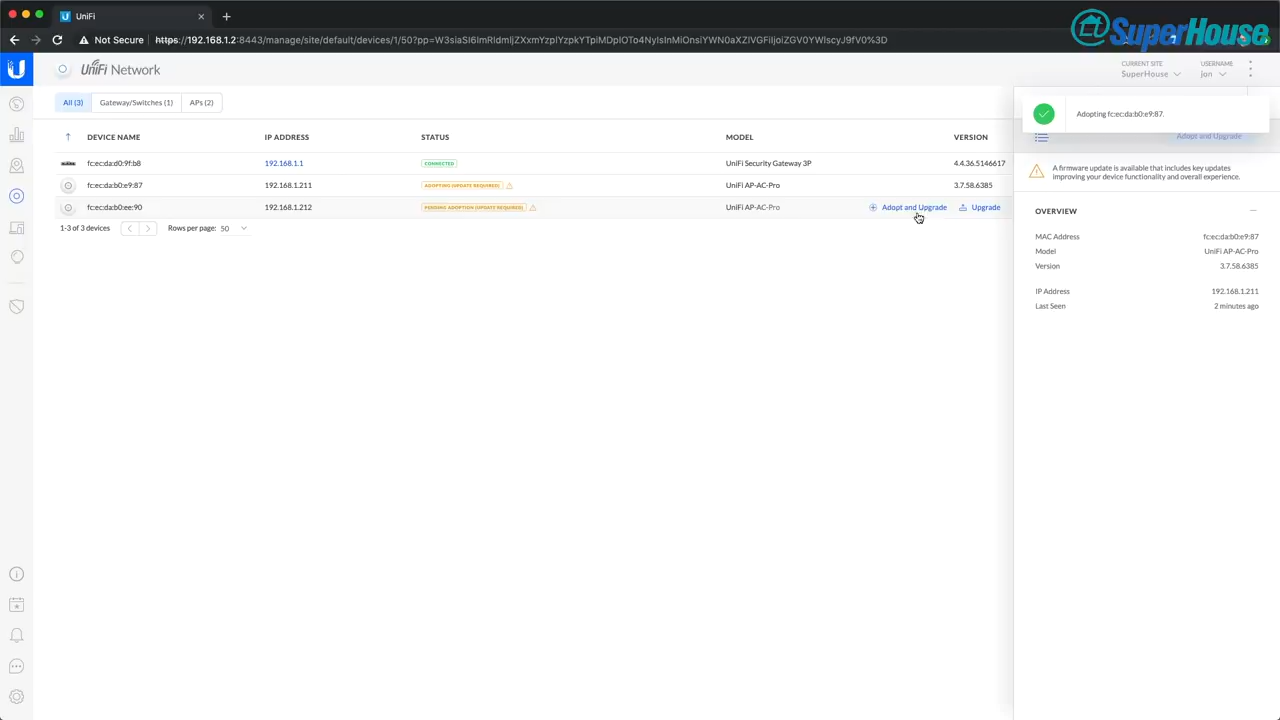 UniFi
SuperHouse
Not Secure
https://192.168.1.2:8443/manage/site/default/devices/1/50?pp=
UniFi Network
CURRENT SITE
SuperHouse
USERNAME
jon
All (3)
Gateway/Switches (1)
APs (2)
Adopting fc:ec:da:b0:e9:87.
Adopt and Upgrade
DEVICE NAME
IP ADDRESS
STATUS
MODEL
VERSION
fc:ec:da:d0:9f:b8
192.168.1.1
CONNECTED
UniFi Security Gateway 3P
4.4.36.5146617
fc:ec:da:b0:e9:87
192.168.1.211
ADOPTING (UPDATE REQUIRED)
UniFi AP-AC-Pro
3.7.58.6385
fc:ec:da:b0:ee:90
192.168.1.212
PENDING ADOPTION (UPDATE REQUIRED)
UniFi AP-AC-Pro
Adopt and Upgrade
Upgrade
1-3 of 3 devices
Rows per page: 50
A firmware update is available that includes key updates
improving your device functionality and overall experience.
OVERVIEW
MAC Address
fc:ec:da:b0:e9:87
Model
UniFi AP-AC-Pro
Version
3.7.58.6385
IP Address
192.168.1.211
Last Seen
2 minutes ago